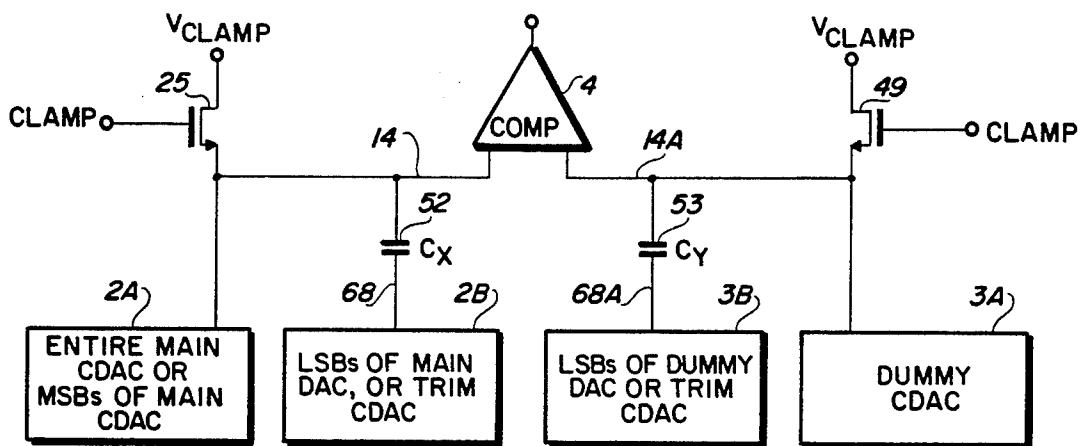 VCLAMP
25
CLAMP
4
COMP
VCLAMP
49
CLAMP
14
14A
52
CX
53
CY
2A
68
2B
68A
3B
3A
ENTIRE MAIN
CDAC OR
MSBs OF MAIN
CDAC
LSBs OF MAIN
DAC, OR TRIM
CDAC
LSBs OF DUMMY
DAC OR TRIM
CDAC
DUMMY
CDAC